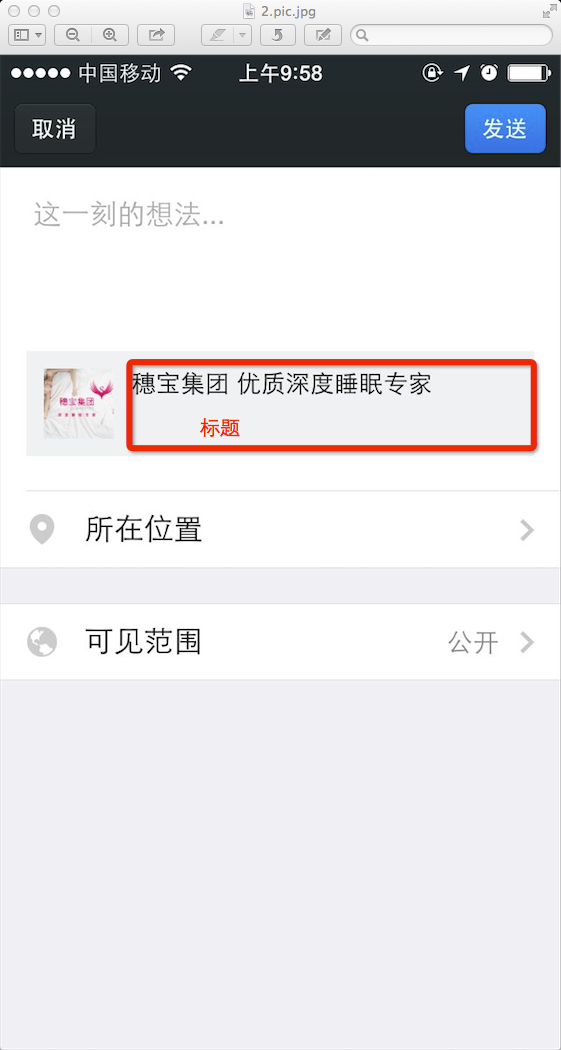 2.pic.jpg
中国移动
上午9:58
取消
发送
这一刻的想法...
穗宝集团
穗宝集团 优质深度睡眠专家
标题
所在位置
可见范围
公开